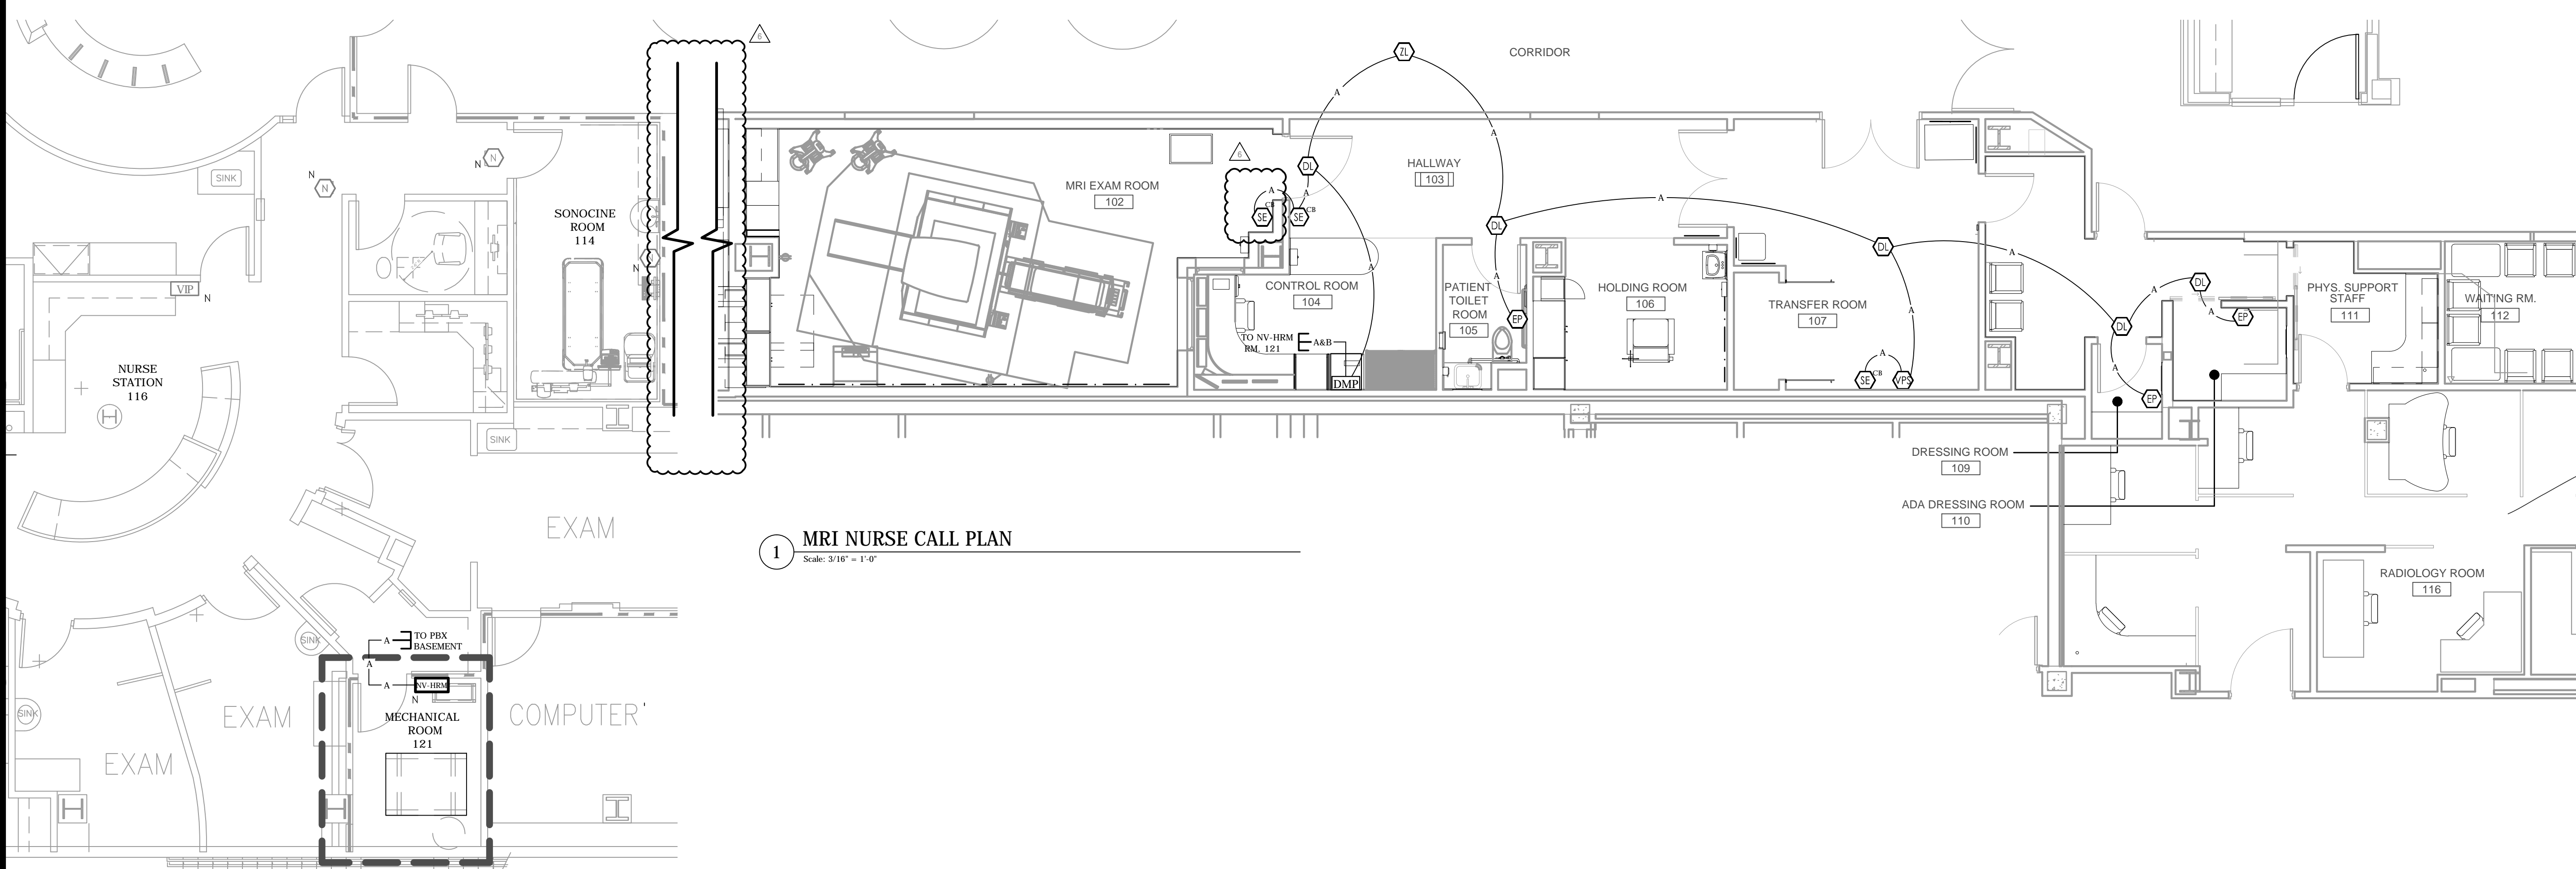 6
ZL
CORRIDOR
A
A
N
N
N
N
SINK
SONOCINE
ROOM
114
N
VIP
N
MRI EXAM ROOM
102
6
A
CB
SE
DL
A
SE
CB
HALLWAY
103
A
DL
A
A
DL
A
A
DL
A
DL
A
EP
A
EP
A
CONTROL ROOM
104
TO NV-HRM
RM. 121
A&B
DMP
PATIENT
TOILET
ROOM
105
EP
HOLDING ROOM
106
TRANSFER ROOM
107
A
SE
CB
VPS
PHYS. SUPPORT
STAFF
111
WAITING RM.
112
NURSE
STATION
116
H
SINK
DRESSING ROOM
109
ADA DRESSING ROOM
110
EXAM
1
MRI NURSE CALL PLAN
Scale: 3/16" = 1'-0"
RADIOLOGY ROOM
116
SINK
A
TO PBX
BASEMENT
A
A
NV-HRM
N
MECHANICAL
ROOM
121
SINK
EXAM
COMPUTER'
EXAM